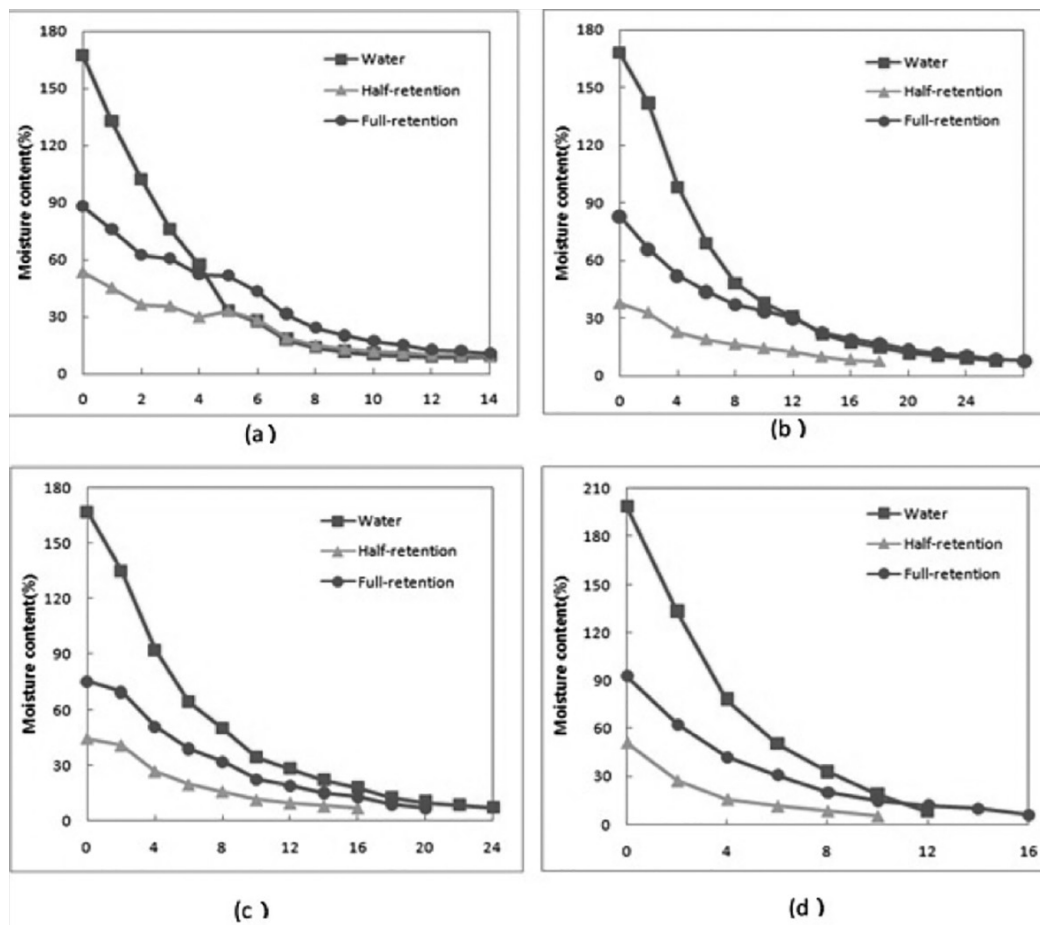 Moisture content(%)
180
150
120
90
60
30
0
0 2 4 6 8 10 12 14
Water
Half-retention
Full-retention
(a)
Moisture content(%)
180
150
120
90
60
30
0
0 4 8 12 16 20 24
Water
Half-retention
Full-retention
(b)
Moisture content(%)
180
150
120
90
60
30
0
0 4 8 12 16 20 24
Water
Half-retention
Full-retention
(c)
Moisture content(%)
210
180
150
120
90
60
30
0
0 4 8 12 16
Water
Half-retention
Full-retention
(d)